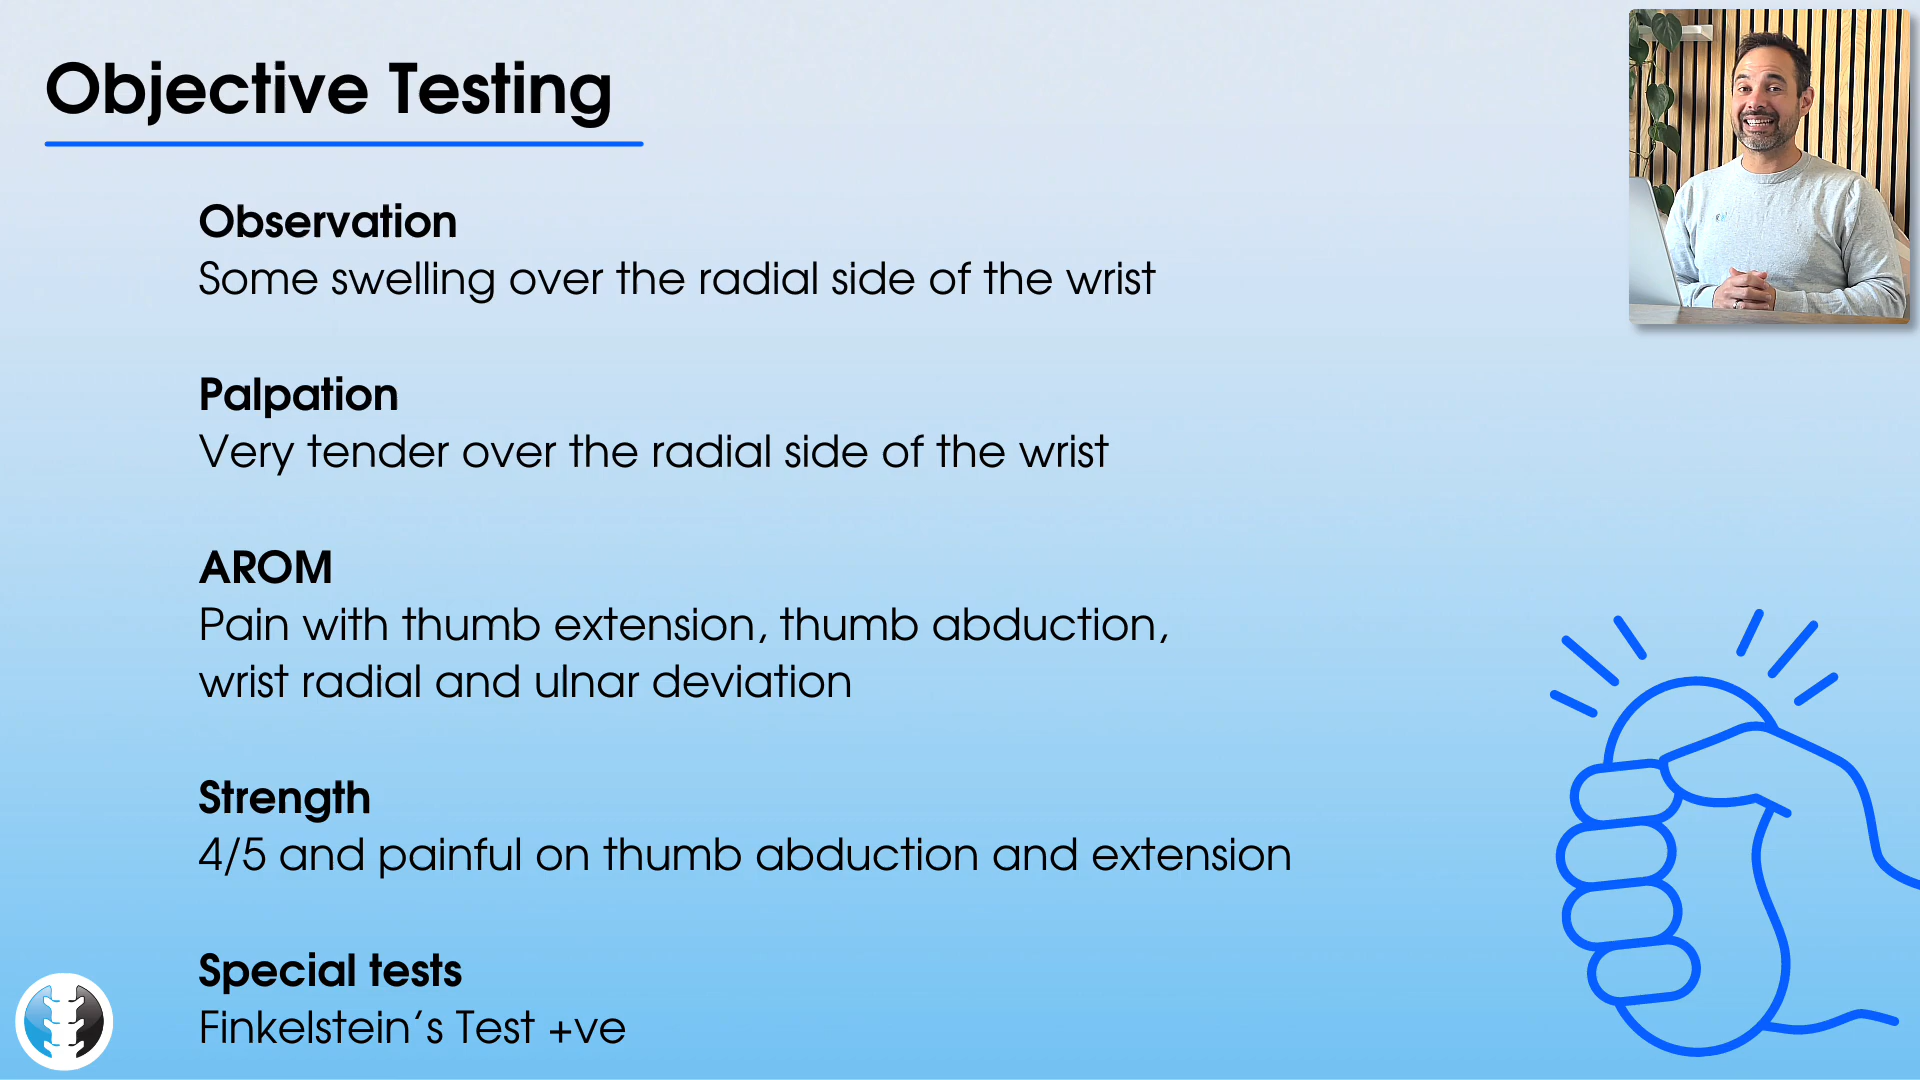 Objective Testing
Observation
Some swelling over the radial side of the wrist
Palpation
Very tender over the radial side of the wrist
AROM
Pain with thumb extension, thumb abduction,
wrist radial and ulnar deviation
Strength
4/5 and painful on thumb abduction and extension
Special tests
Finkelstein’s Test +ve